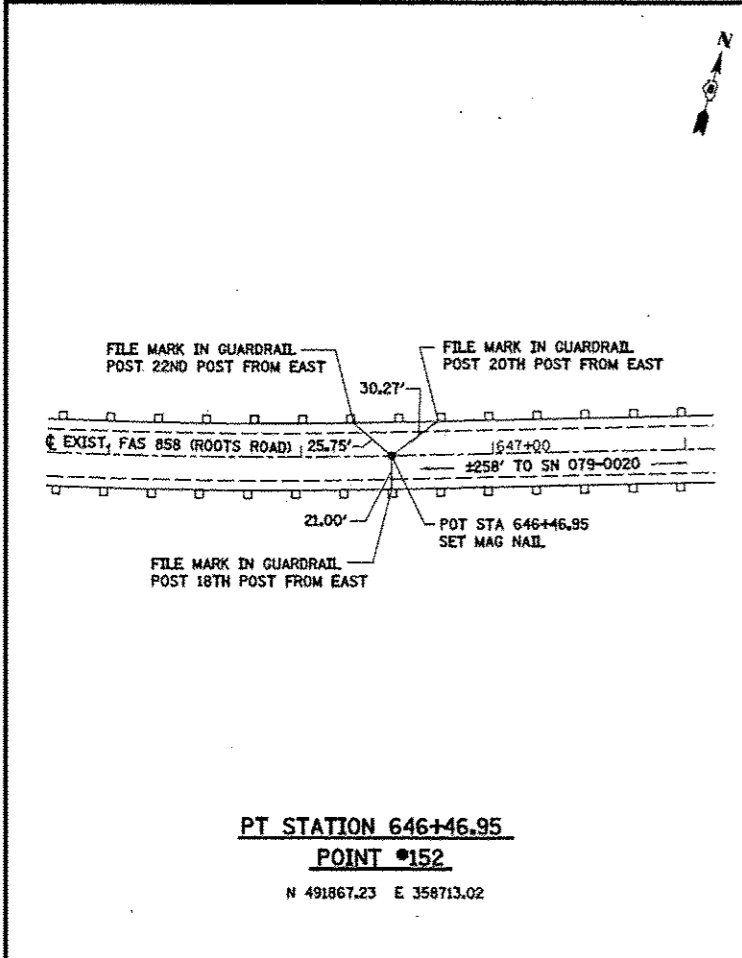 N
FILE MARK IN GUARDRAIL
POST 22ND POST FROM EAST
FILE MARK IN GUARDRAIL
POST 20TH POST FROM EAST
30.27'
℄ EXIST. FAS 858 (ROOTS ROAD)
25.75'
647+00
±258' TO SN 079-0020
21.00'
POT STA 646+46.95
SET MAG NAIL
FILE MARK IN GUARDRAIL
POST 18TH POST FROM EAST
PT STATION 646+46.95
POINT #152
N 491867.23 E 358713.02